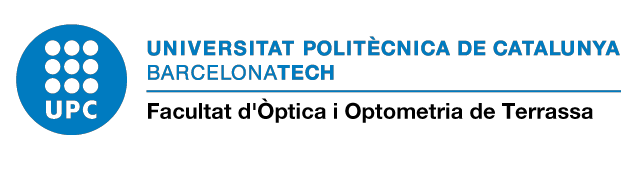 UPC
UNIVERSITAT POLITÈCNICA DE CATALUNYA
BARCELONATECH
Facultat d'Òptica i Optometria de Terrassa